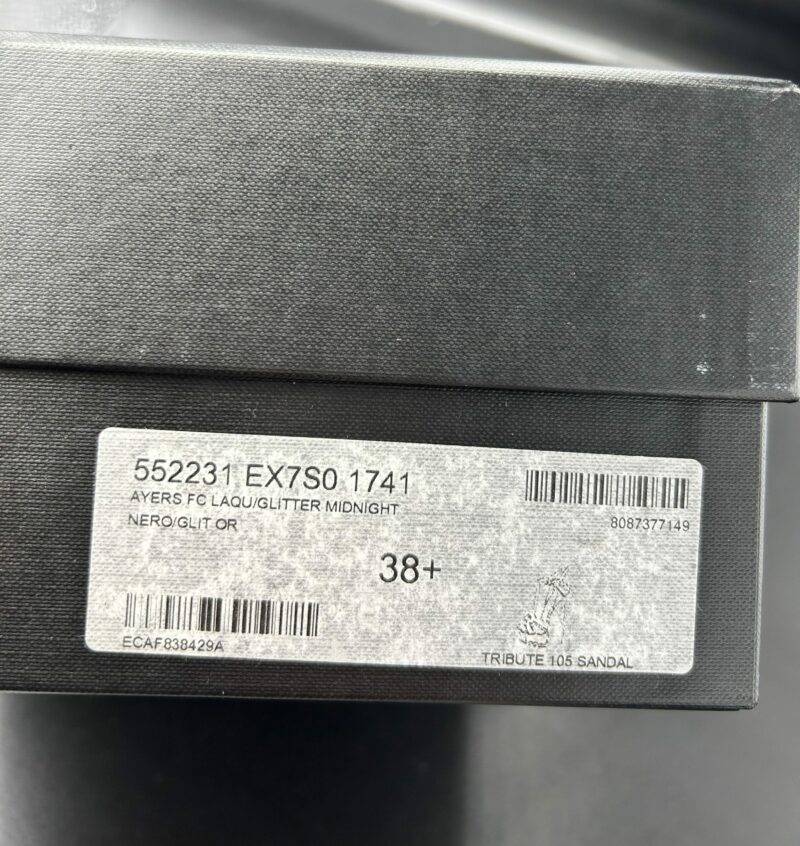 552231 EX7S0 1741
AYERS FC LAQU/GLITTER MIDNIGHT
NERO/GLIT OR
8087377149
38+
ECAF838429A
TRIBUTE 105 SANDAL